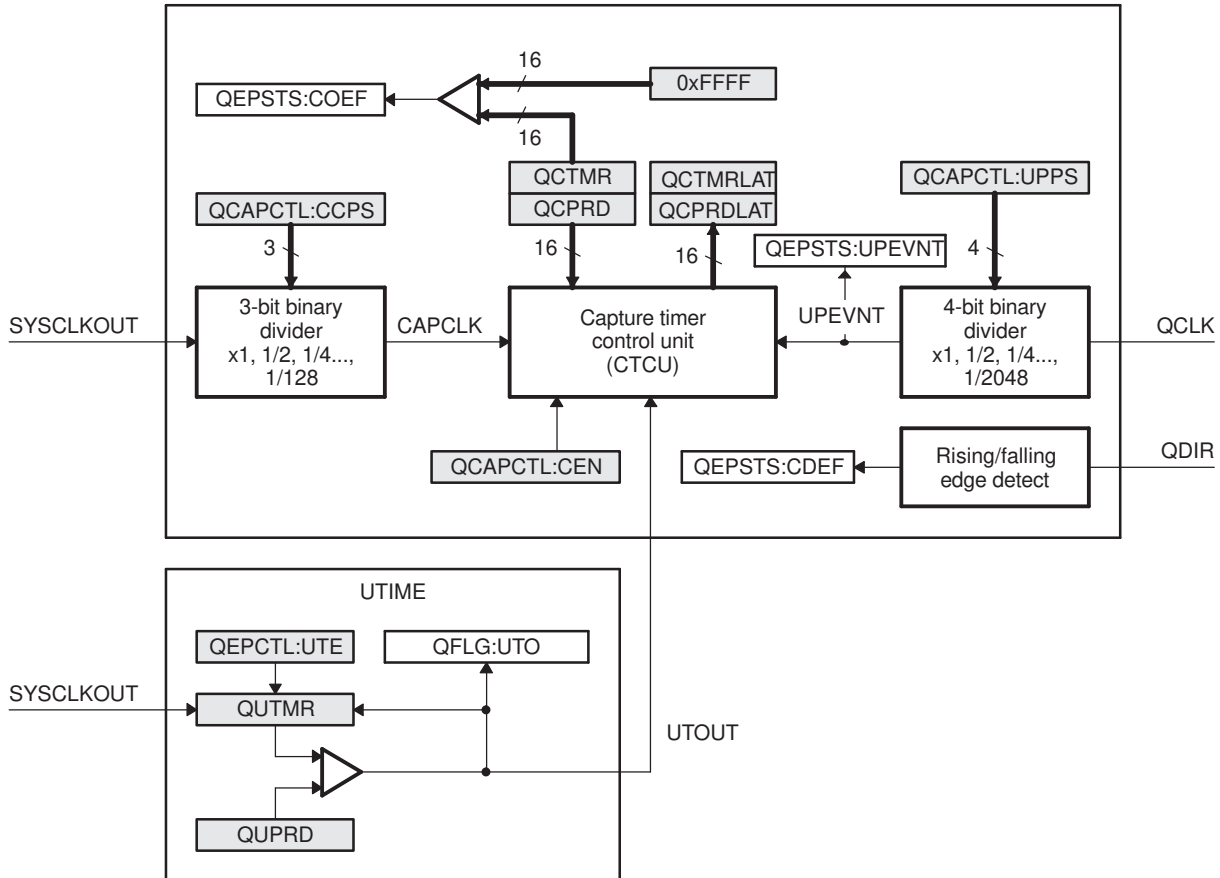 16
0xFFFF
QEPSTS:COEF
16
QCTMR
QCTMRLAT
QCAPCTL:UPPS
QCAPCTL:CCPS
QCPRD
QCPRDLAT
3
16
16
QEPSTS:UPEVNT
4
SYSCLKOUT
3-bit binary
divider
x1, 1/2, 1/4...,
1/128
CAPCLK
Capture timer
control unit
(CTCU)
UPEVNT
4-bit binary
divider
x1, 1/2, 1/4...,
1/2048
QCLK
QCAPCTL:CEN
QEPSTS:CDEF
Rising/falling
edge detect
QDIR
UTIME
QEPCTL:UTE
QFLG:UTO
SYSCLKOUT
QUTMR
UTOUT
QUPRD